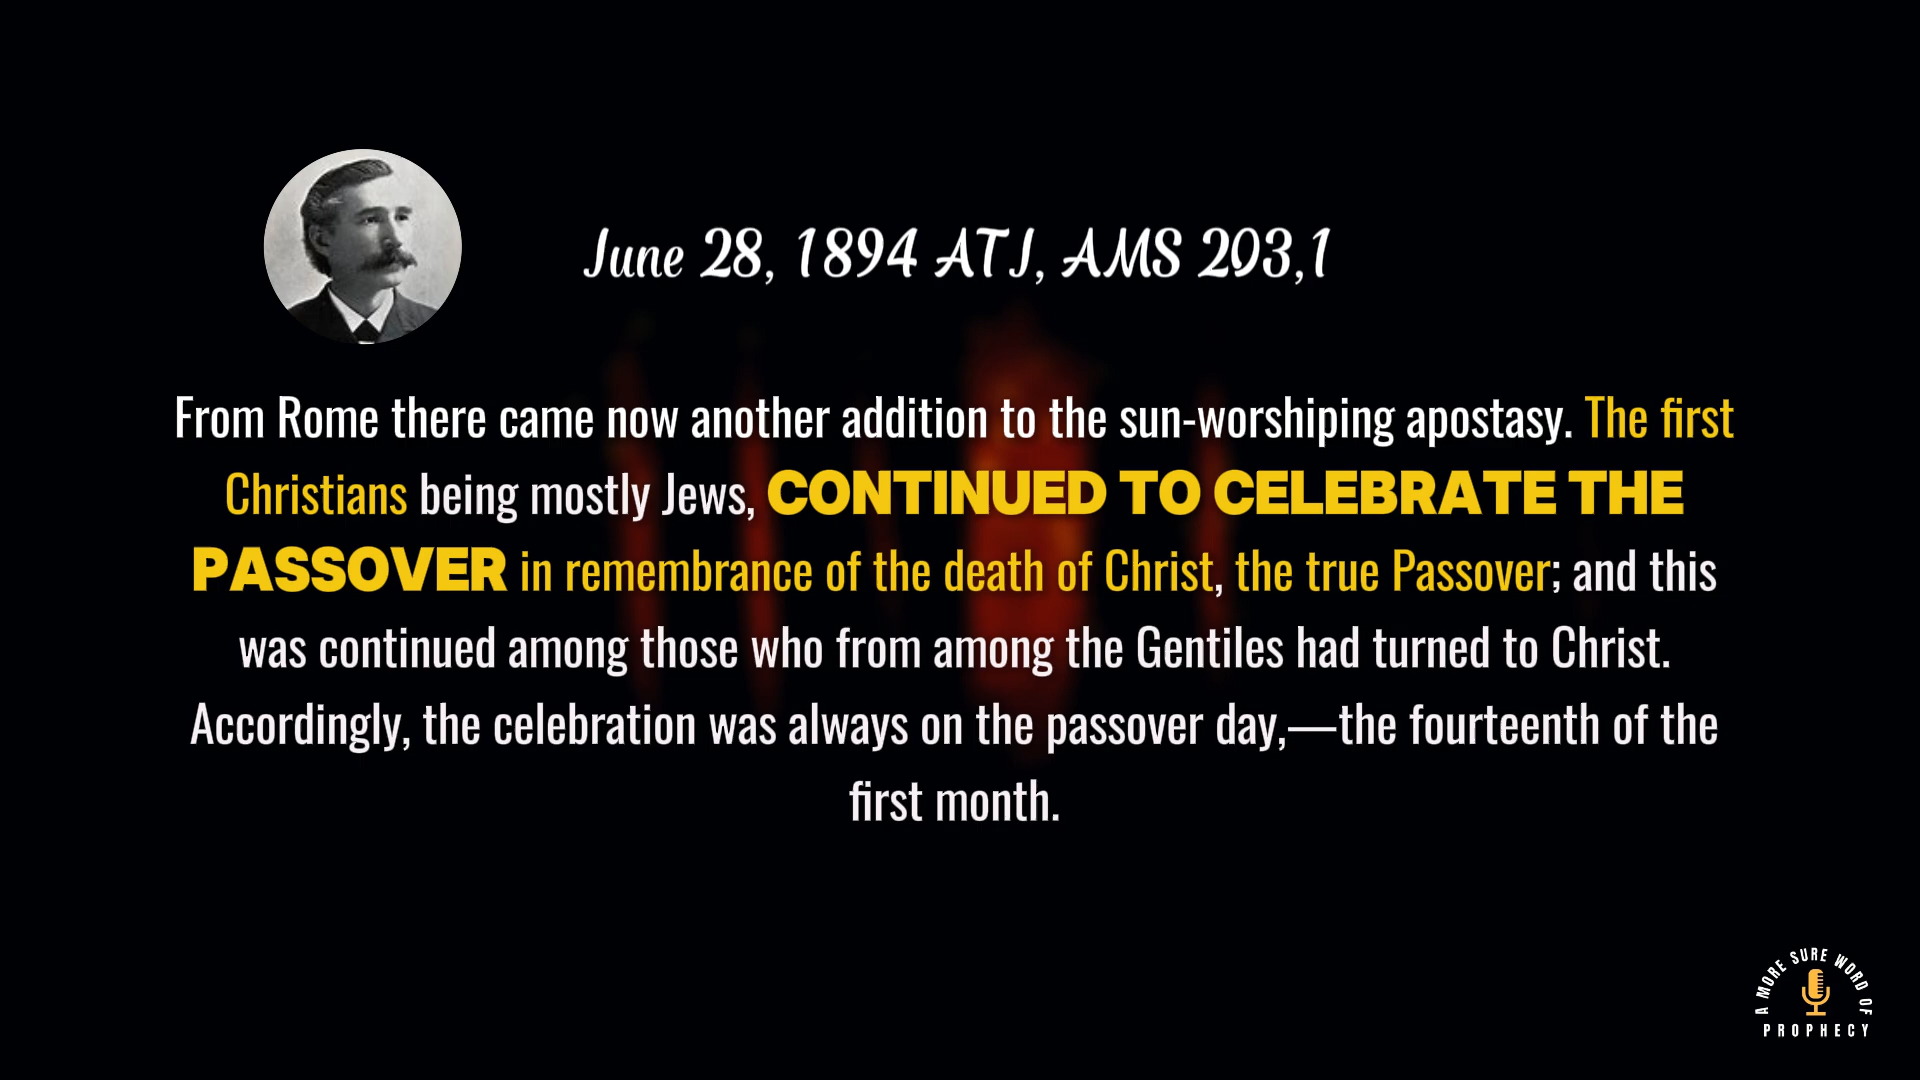 June 28, 1894 ATJ, AMS 203,1
From Rome there came now another addition to the sun-worshiping apostasy. The first
Christians being mostly Jews, CONTINUED TO CELEBRATE THE
PASSOVER in remembrance of the death of Christ, the true Passover; and this
was continued among those who from among the Gentiles had turned to Christ.
Accordingly, the celebration was always on the passover day,—the fourteenth of the
first month.
A MORE SURE WORD OF
PROPHECY